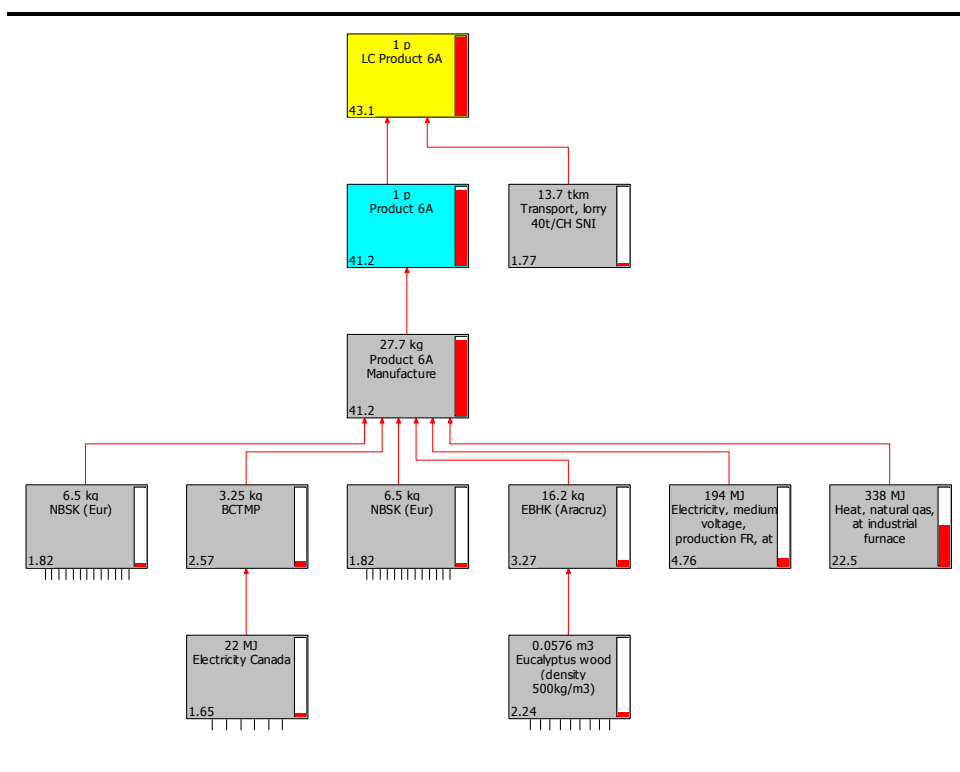 1 p
LC Product 6A
43.1
1 p
Product 6A
41.2
13.7 tkm
Transport, lorry
40t/CH SNI
1.77
27.7 kg
Product 6A
Manufacture
41.2
6.5 kg
NBSK (Eur)
1.82
3.25 kg
BCTMP
2.57
6.5 kg
NBSK (Eur)
1.82
16.2 kg
EBHK (Aracruz)
3.27
194 MJ
Electricity, medium
voltage,
production FR, at
4.76
338 MJ
Heat, natural gas,
at industrial
furnace
22.5
22 MJ
Electricity Canada
1.65
0.0576 m3
Eucalyptus wood
(density
500kg/m3)
2.24